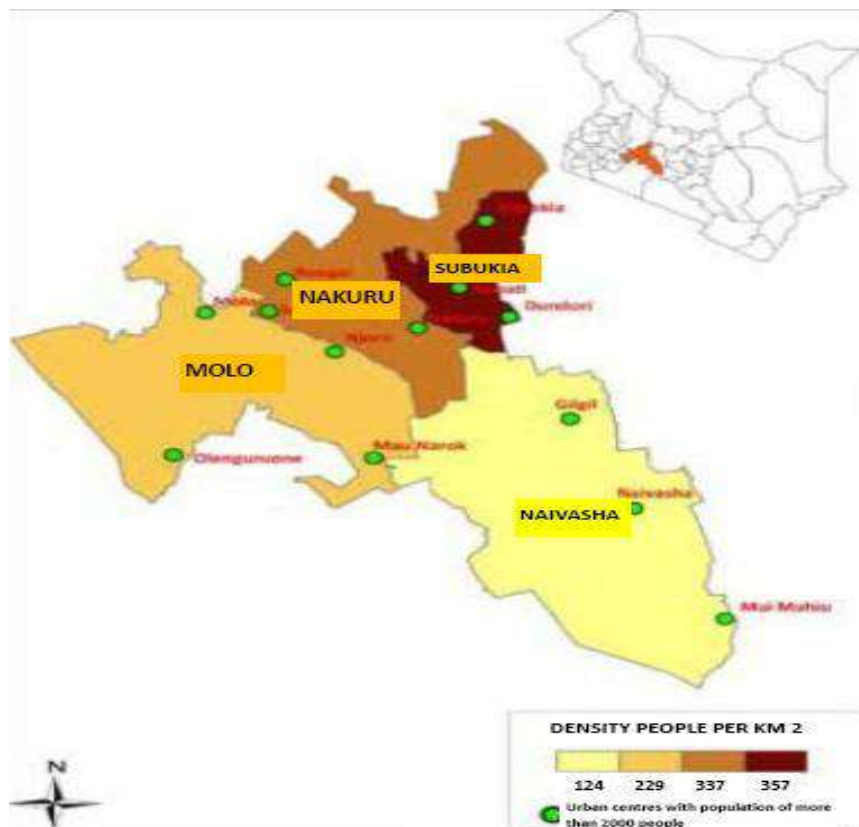 SUBUKIA
NAKURU
Dundori
Njoro
MOLO
Gilgil
Olenguruone
Mau Narok
Naivasha
NAIVASHA
Mai Mahiu
DENSITY PEOPLE PER KM 2
124 229 337 357
N
Urban centres with population of more
than 2000 people